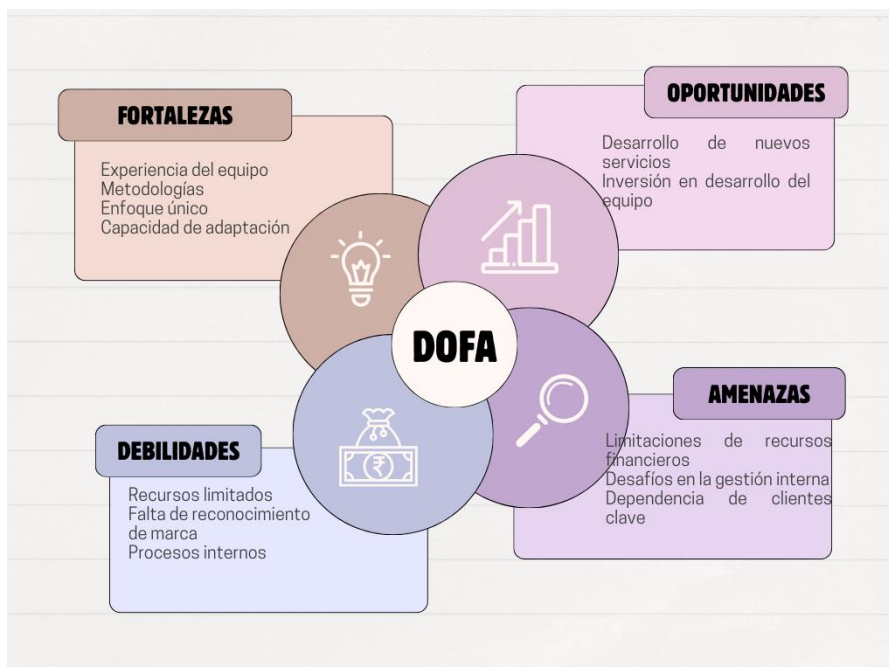 FORTALEZAS
Experiencia del equipo
Metodologías
Enfoque único
Capacidad de adaptación
OPORTUNIDADES
Desarrollo de nuevos
servicios
Inversión en desarrollo del
equipo
DOFA
DEBILIDADES
Recursos limitados
Falta de reconocimiento
de marca
Procesos internos
₹
AMENAZAS
Limitaciones de recursos
financieros
Desafíos en la gestión interna
Dependencia de clientes
clave